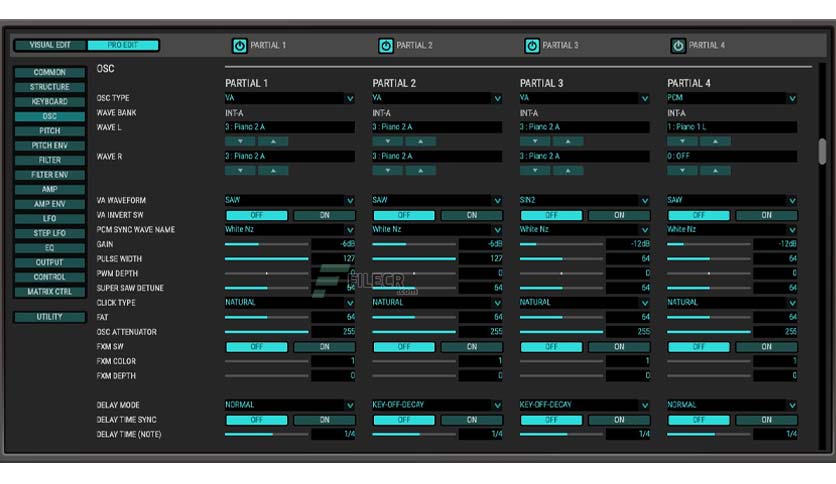 VISUAL EDIT PRO EDIT PARTIAL 1 PARTIAL 2 PARTIAL 3 PARTIAL 4
COMMON
STRUCTURE
KEYBOARD
OSC
PITCH
PITCH ENV
FILTER
FILTER ENV
AMP
AMP ENV
LFO
STEP LFO
EQ
OUTPUT
CONTROL
MATRIX CTRL
UTILITY
OSC
PARTIAL 1 PARTIAL 2 PARTIAL 3 PARTIAL 4
OSC TYPE VA VA VA PCM
WAVE BANK INT-A INT-A INT-A INT-A
WAVE L 3 : Piano 2 A 3 : Piano 2 A 3 : Piano 2 A 1 : Piano 1 L
WAVE R 3 : Piano 2 A 3 : Piano 2 A 3 : Piano 2 A 0 : OFF
VA WAVEFORM SAW SAW SIN2 SAW
VA INVERT SW OFF ON OFF ON OFF ON OFF ON
PCM SYNC WAVE NAME White Nz White Nz White Nz White Nz
GAIN -6dB -6dB -12dB -12dB
PULSE WIDTH 127 127 64 64
PWM DEPTH 0 0 0 0
SUPER SAW DETUNE 64 64 64
CLICK TYPE NATURAL NATURAL NATURAL NATURAL
FAT 64 64 64 64
OSC ATTENUATOR 255 255 255 255
FXM SW OFF ON OFF ON OFF ON OFF ON
FXM COLOR 1 1 1 1
FXM DEPTH 0 0 0 0
DELAY MODE NORMAL KEY-OFF-DECAY KEY-OFF-DECAY NORMAL
DELAY TIME SYNC OFF ON OFF ON OFF ON OFF ON
DELAY TIME (NOTE) 1/4 1/4 1/4 1/4
FILECR
.com